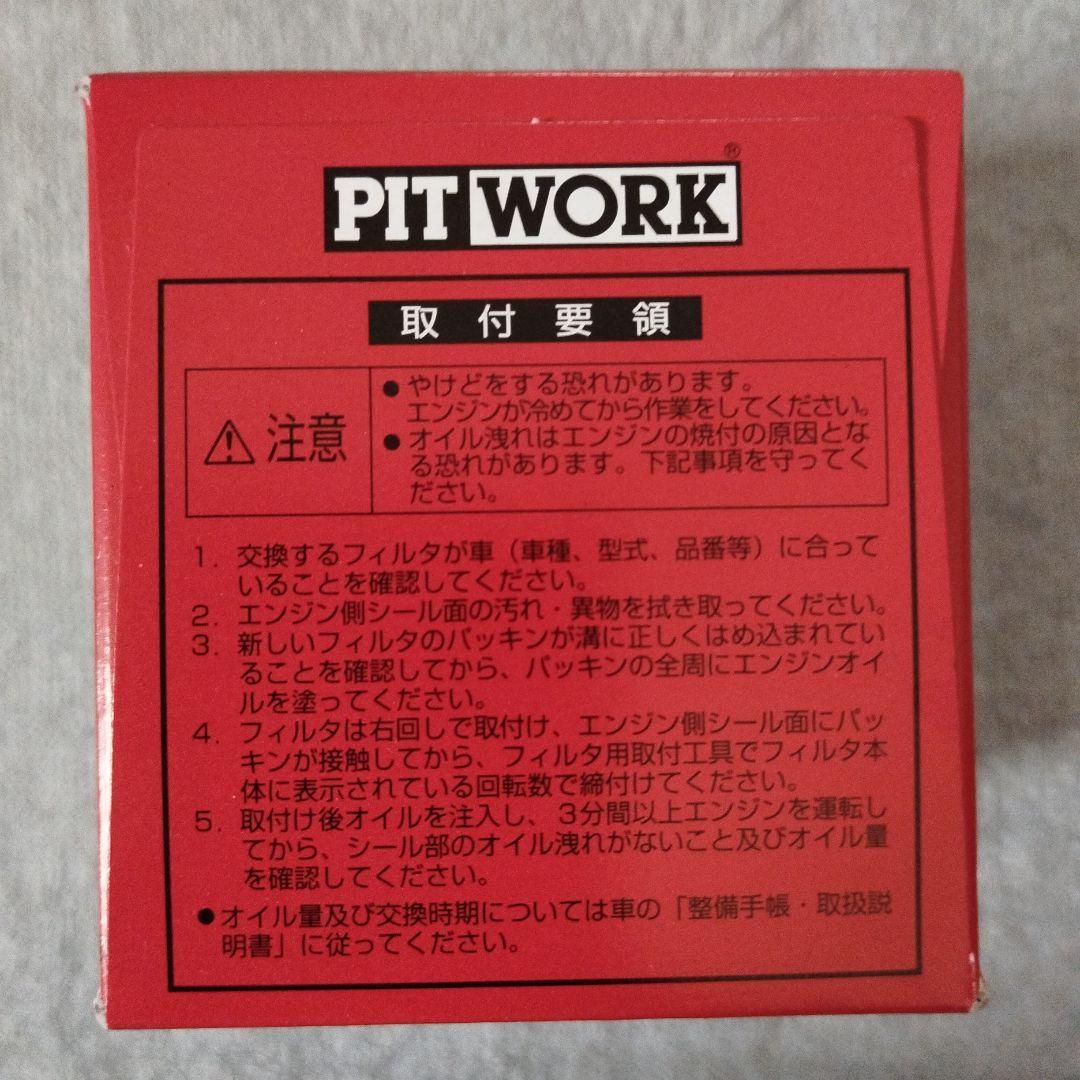 PIT WORK®
取付要領
⚠注意
●やけどをする恐れがあります。
エンジンが冷めてから作業をしてください。
●オイル洩れはエンジンの焼付の原因とな
る恐れがあります。下記事項を守ってく
ださい。
1. 交換するフィルタが車（車種、型式、品番等）に合って
いることを確認してください。
2. エンジン側シール面の汚れ・異物を拭き取ってください。
3. 新しいフィルタのパッキンが溝に正しくはめ込まれてい
ることを確認してから、パッキンの全周にエンジンオイ
ルを塗ってください。
4. フィルタは右回しで取付け、エンジン側シール面にパッ
キンが接触してから、フィルタ用取付工具でフィルタ本
体に表示されている回転数で締付けてください。
5. 取付け後オイルを注入し、3分間以上エンジンを運転し
てから、シール部のオイル洩れがないこと及びオイル量
を確認してください。
●オイル量及び交換時期については車の「整備手帳・取扱説
明書」に従ってください。